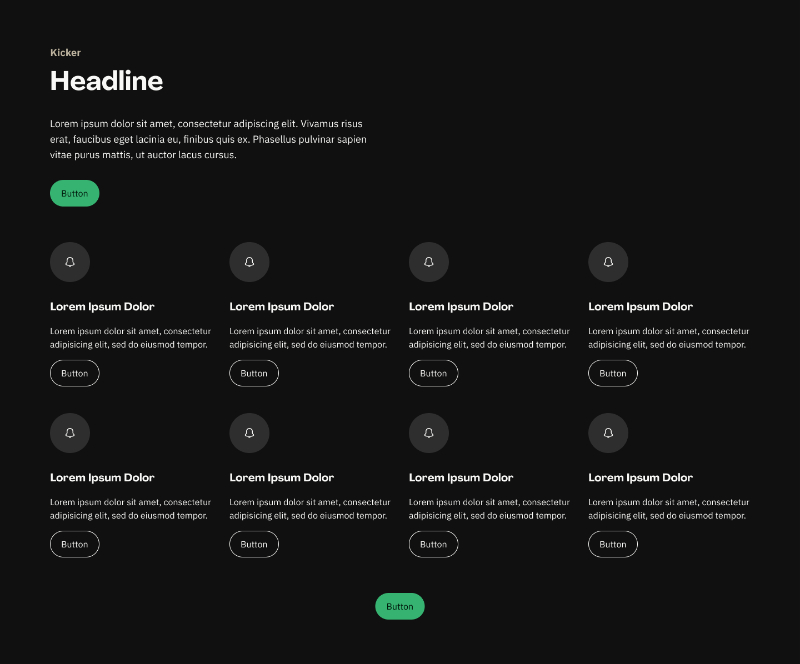 Kicker
Headline
Lorem ipsum dolor sit amet, consectetur adipiscing elit. Vivamus risus
erat, faucibus eget lacinia eu, finibus quis ex. Phasellus pulvinar sapien
vitae purus mattis, ut auctor lacus cursus.
Button
Lorem Ipsum Dolor
Lorem ipsum dolor sit amet, consectetur
adipisicing elit, sed do eiusmod tempor.
Button
Lorem Ipsum Dolor
Lorem ipsum dolor sit amet, consectetur
adipisicing elit, sed do eiusmod tempor.
Button
Lorem Ipsum Dolor
Lorem ipsum dolor sit amet, consectetur
adipisicing elit, sed do eiusmod tempor.
Button
Lorem Ipsum Dolor
Lorem ipsum dolor sit amet, consectetur
adipisicing elit, sed do eiusmod tempor.
Button
Lorem Ipsum Dolor
Lorem ipsum dolor sit amet, consectetur
adipisicing elit, sed do eiusmod tempor.
Button
Lorem Ipsum Dolor
Lorem ipsum dolor sit amet, consectetur
adipisicing elit, sed do eiusmod tempor.
Button
Lorem Ipsum Dolor
Lorem ipsum dolor sit amet, consectetur
adipisicing elit, sed do eiusmod tempor.
Button
Lorem Ipsum Dolor
Lorem ipsum dolor sit amet, consectetur
adipisicing elit, sed do eiusmod tempor.
Button
Button